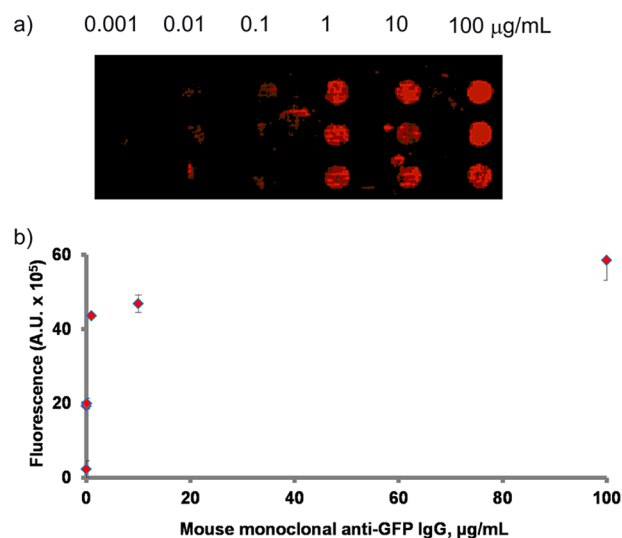 a) 0.001 0.01 0.1 1 10 100 μg/mL
b)
60
40
20
0
Fluorescence (A.U. x 10⁵)
0 20 40 60 80 100
Mouse monoclonal anti-GFP IgG, μg/mL